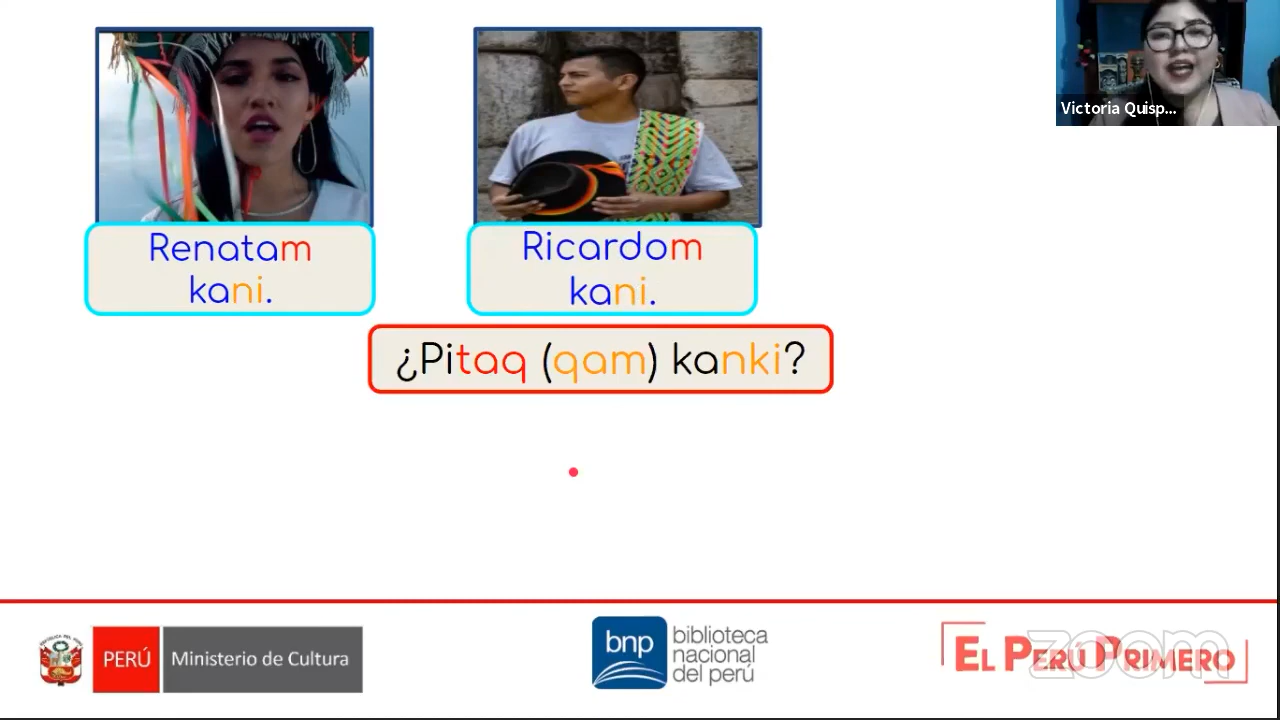 Victoria Quisp...
Renatam
kani.
Ricardom
kani.
¿Pitaq (qam) kanki?
PERÚ
Ministerio de Cultura
bnp
biblioteca
nacional
del perú
EL PERÚ PRIMERO
zoom